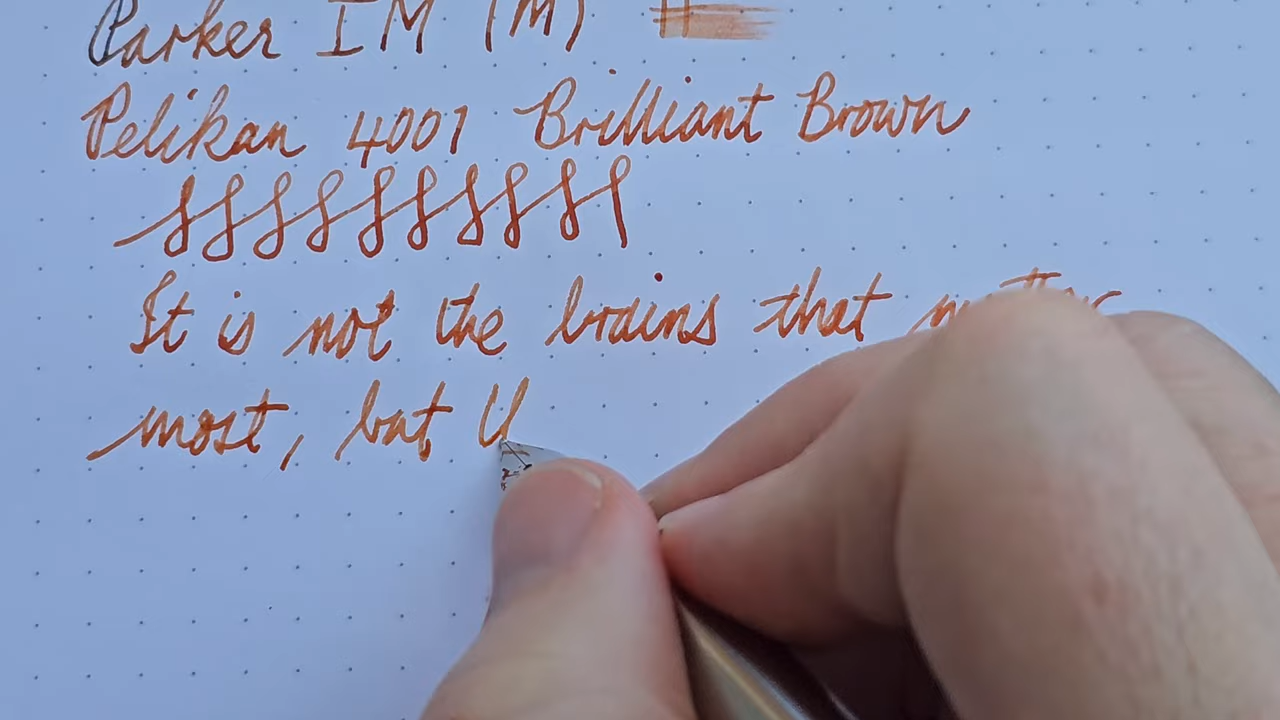 Parker IM (M)
Pelikan 4001 Brilliant Brown
It is not the brains that
most, but